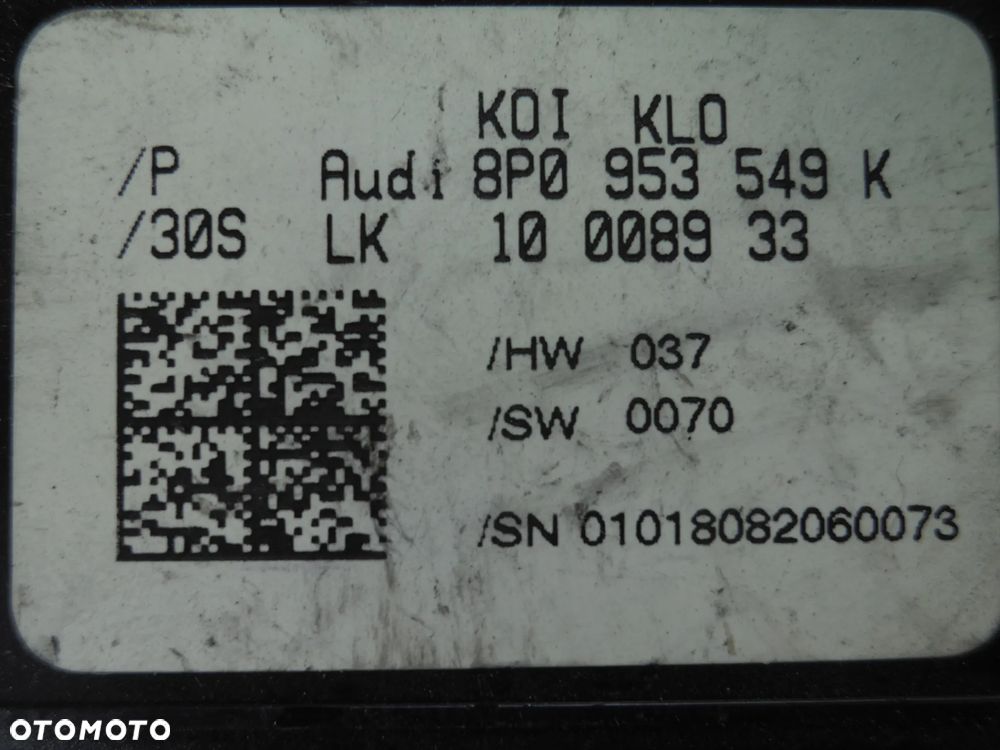 KOI KLO
/P Audi 8P0 953 549 K
/30S LK 10 0089 33
/HW 037
/SW 0070
/SN 01018082060073
OTOMOTO